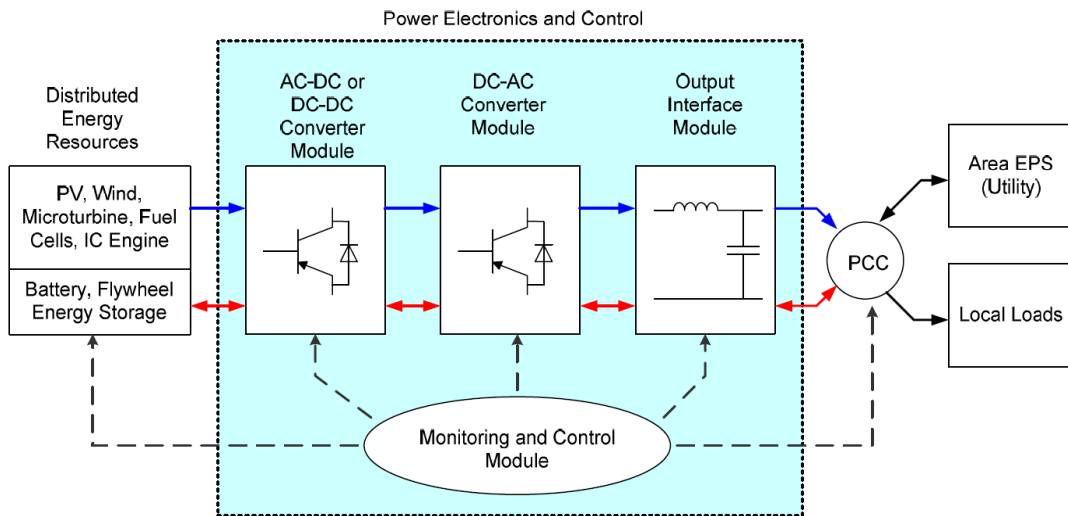 Power Electronics and Control
Distributed
Energy
Resources
AC-DC or
DC-DC
Converter
Module
DC-AC
Converter
Module
Output
Interface
Module
PV, Wind,
Microturbine, Fuel
Cells, IC Engine
Battery, Flywheel
Energy Storage
PCC
Area EPS
(Utility)
Local Loads
Monitoring and Control
Module